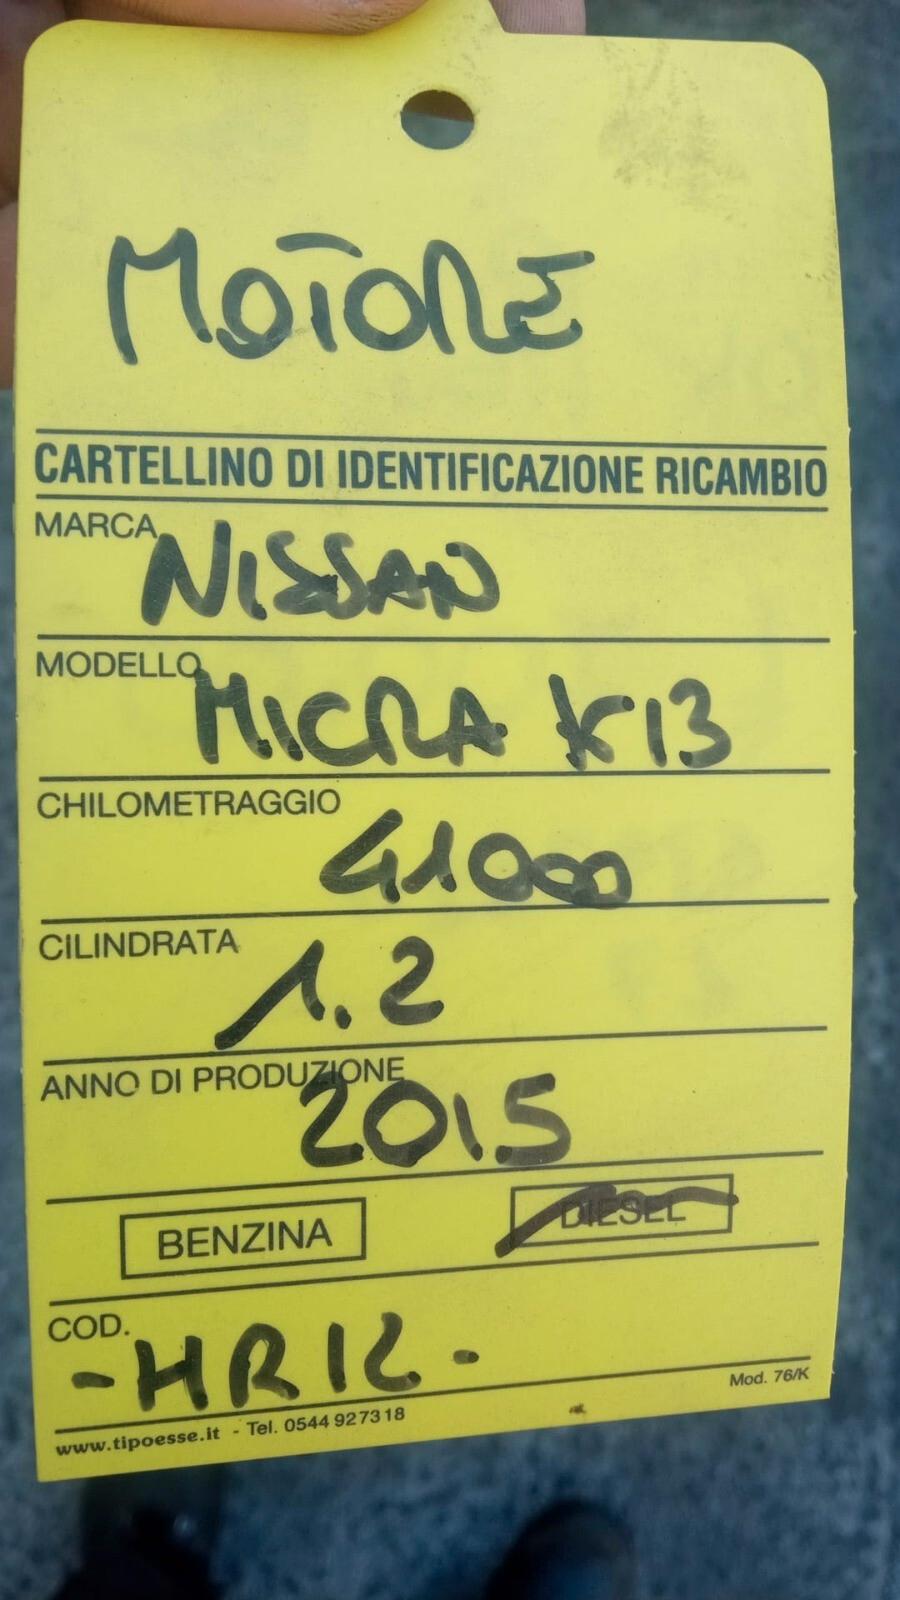 MOTORE
CARTELLINO DI IDENTIFICAZIONE RICAMBIO
MARCA NISSAN
MODELLO MICRA K13
CHILOMETRAGGIO 41000
CILINDRATA 1.2
ANNO DI PRODUZIONE 2015
BENZINA DIESEL
COD. -HR12-
www.tipoesse.it - Tel. 0544 927318 Mod. 76/K